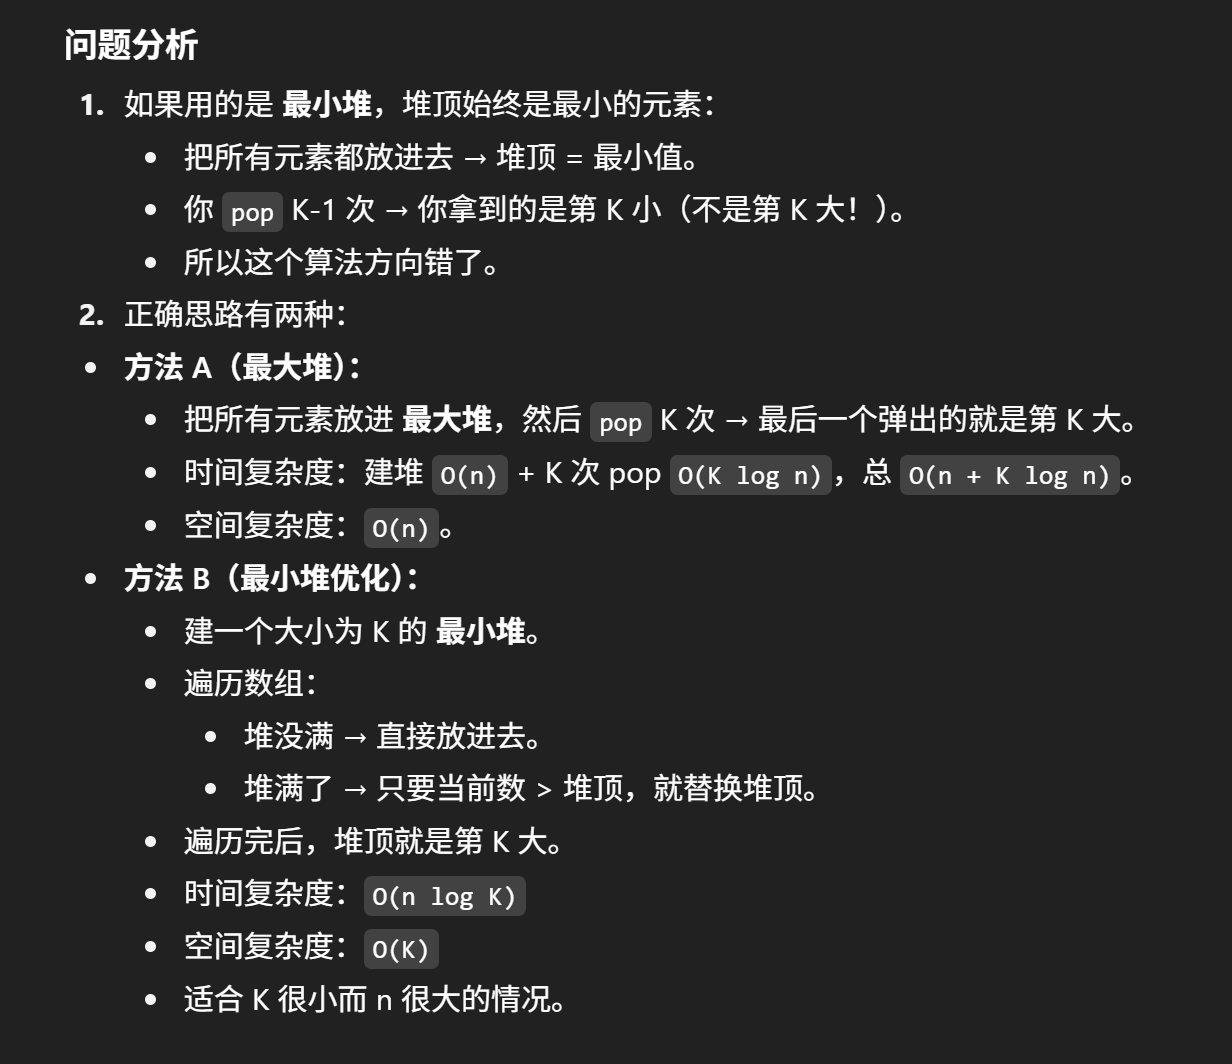 问题分析
1. 如果用的是 最小堆，堆顶始终是最小的元素：
• 把所有元素都放进去 → 堆顶 = 最小值。
• 你 pop K-1 次 → 你拿到的是第 K 小（不是第 K 大！）。
• 所以这个算法方向错了。
2. 正确思路有两种：
• 方法 A（最大堆）：
• 把所有元素放进 最大堆，然后 pop K 次 → 最后一个弹出的就是第 K 大。
• 时间复杂度：建堆 O(n) + K 次 pop O(K log n)，总 O(n + K log n)。
• 空间复杂度：O(n)。
• 方法 B（最小堆优化）：
• 建一个大小为 K 的 最小堆。
• 遍历数组：
• 堆没满 → 直接放进去。
• 堆满了 → 只要当前数 > 堆顶，就替换堆顶。
• 遍历完后，堆顶就是第 K 大。
• 时间复杂度：O(n log K)
• 空间复杂度：O(K)
• 适合 K 很小而 n 很大的情况。